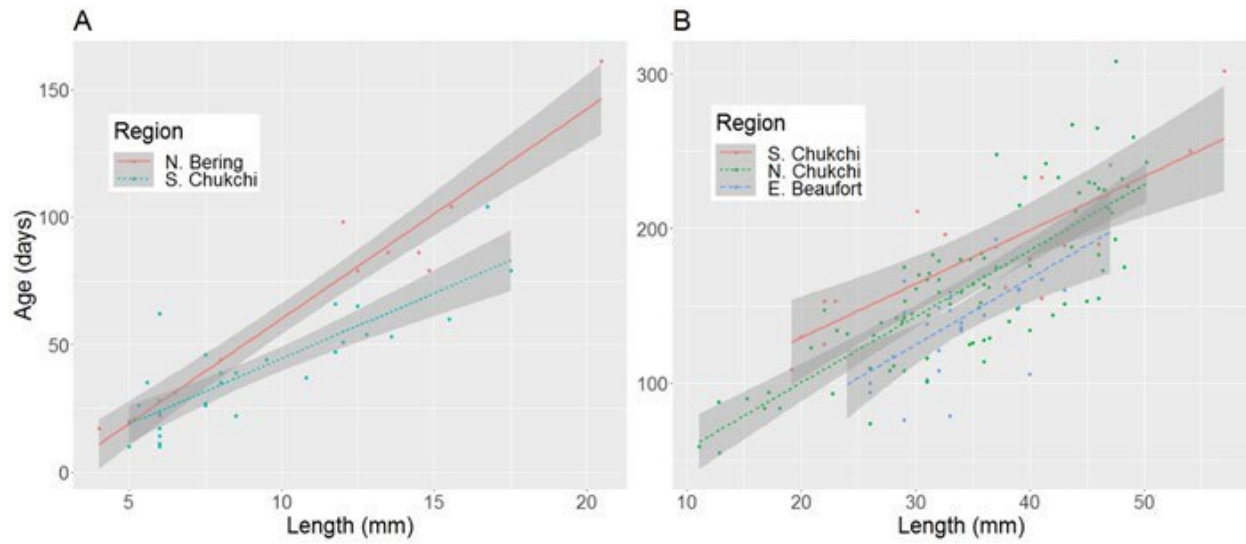 A
150
100
50
0
Age (days)
Region
N. Bering
S. Chukchi
5
10
15
20
Length (mm)
B
300
200
100
Region
S. Chukchi
N. Chukchi
E. Beaufort
10
20
30
40
50
Length (mm)